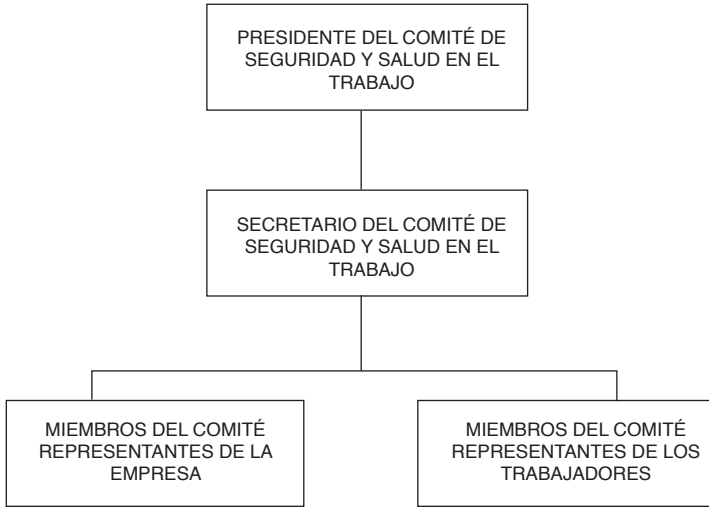 PRESIDENTE DEL COMITÉ DE
SEGURIDAD Y SALUD EN EL
TRABAJO
SECRETARIO DEL COMITÉ DE
SEGURIDAD Y SALUD EN EL
TRABAJO
MIEMBROS DEL COMITÉ
REPRESENTANTES DE LA
EMPRESA
MIEMBROS DEL COMITÉ
REPRESENTANTES DE LOS
TRABAJADORES